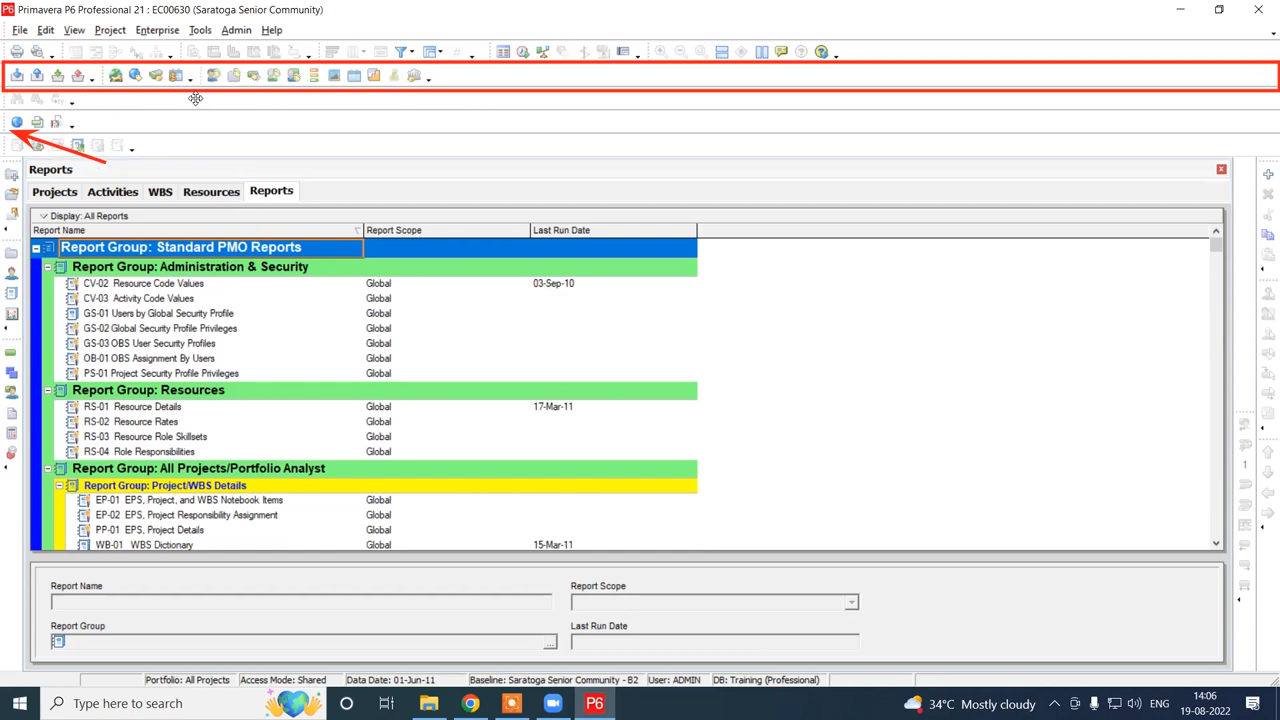 P6 Primavera P6 Professional 21 : EC00630 (Saratoga Senior Community)
File Edit View Project Enterprise Tools Admin Help
Reports
Projects Activities WBS Resources Reports
Display: All Reports
Report Name Report Scope Last Run Date
Report Group: Standard PMO Reports
Report Group: Administration & Security
CV-02 Resource Code Values Global 03-Sep-10
CV-03 Activity Code Values Global
GS-01 Users by Global Security Profile Global
GS-02 Global Security Profile Privileges Global
GS-03 OBS User Security Profiles Global
OB-01 OBS Assignment By Users Global
PS-01 Project Security Profile Privileges Global
Report Group: Resources
RS-01 Resource Details Global 17-Mar-11
RS-02 Resource Rates Global
RS-03 Resource Role Skillsets Global
RS-04 Role Responsibilities Global
Report Group: All Projects/Portfolio Analyst
Report Group: Project/WBS Details
EP-01 EPS, Project, and WBS Notebook Items Global
EP-02 EPS, Project Responsibility Assignment Global
PP-01 EPS, Project Details Global
WB-01 WBS Dictionary Global 15-Mar-11
1
Report Name Report Scope
Report Group Last Run Date
...
Portfolio: All Projects Access Mode: Shared Data Date: 01-Jun-11 Baseline: Saratoga Senior Community - B2 User: ADMIN DB: Training (Professional)
Type here to search P6 34°C Mostly cloudy ENG 14:06
19-08-2022